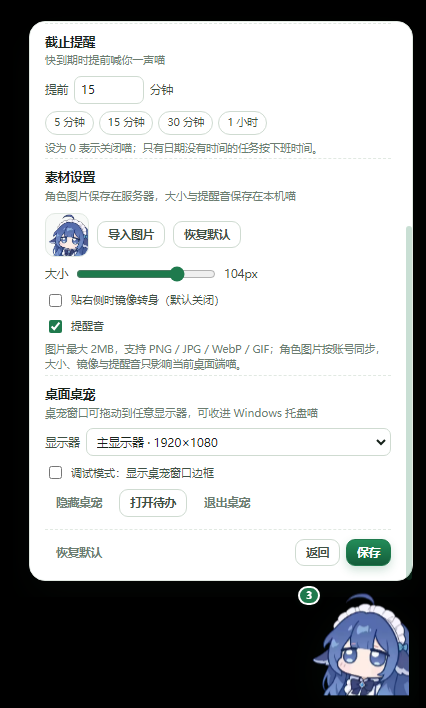 截止提醒
快到期时提前喊你一声喵
提前 15 分钟
5 分钟 15 分钟 30 分钟 1 小时
设为 0 表示关闭喵；只有日期没有时间的任务按下班时间。
素材设置
角色图片保存在服务器，大小与提醒音保存在本机喵
导入图片 恢复默认
大小 104px
贴右侧时镜像转身（默认关闭）
提醒音
图片最大 2MB，支持 PNG / JPG / WebP / GIF；角色图片按账号同步，
大小、镜像与提醒音只影响当前桌面端喵。
桌面桌宠
桌宠窗口可拖动到任意显示器，可收进 Windows 托盘喵
显示器 主显示器 · 1920×1080
调试模式：显示桌宠窗口边框
隐藏桌宠 打开待办 退出桌宠
恢复默认 返回 保存
3